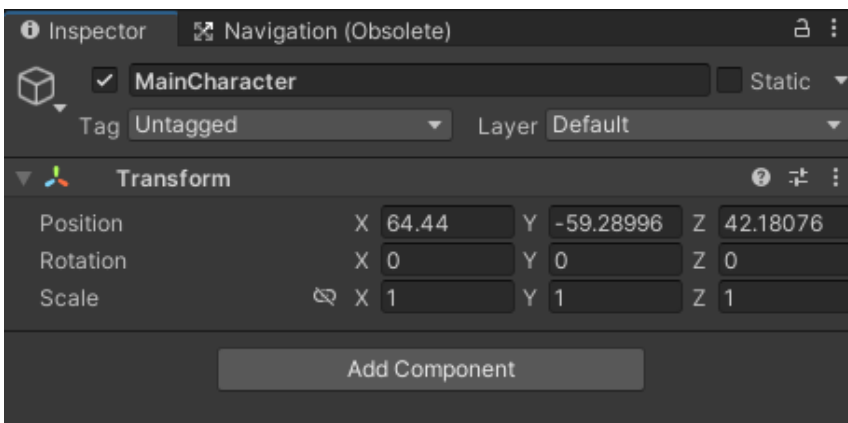 Inspector Navigation (Obsolete)
MainCharacter Static
Tag Untagged Layer Default
Transform
Position X 64.44 Y -59.28996 Z 42.18076
Rotation X 0 Y 0 Z 0
Scale X 1 Y 1 Z 1
Add Component